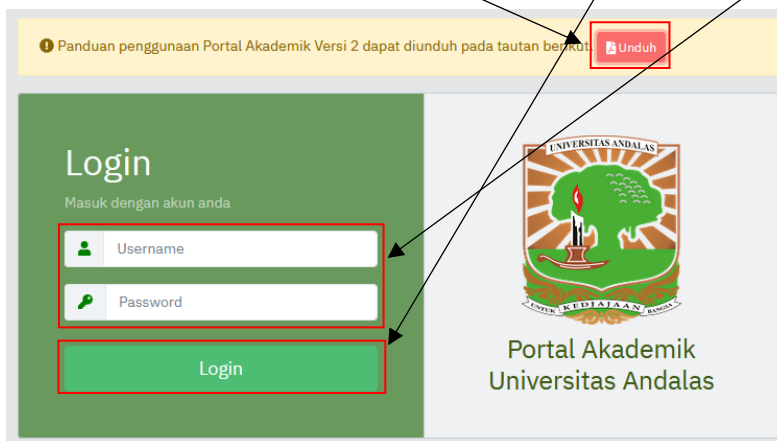 Panduan penggunaan Portal Akademik Versi 2 dapat diunduh pada tautan berikut. Unduh
Login
Masuk dengan akun anda
Username
Password
Login
UNIVERSITAS ANDALAS
UNTUK KEDJAJAAN BANGSA
Portal Akademik
Universitas Andalas